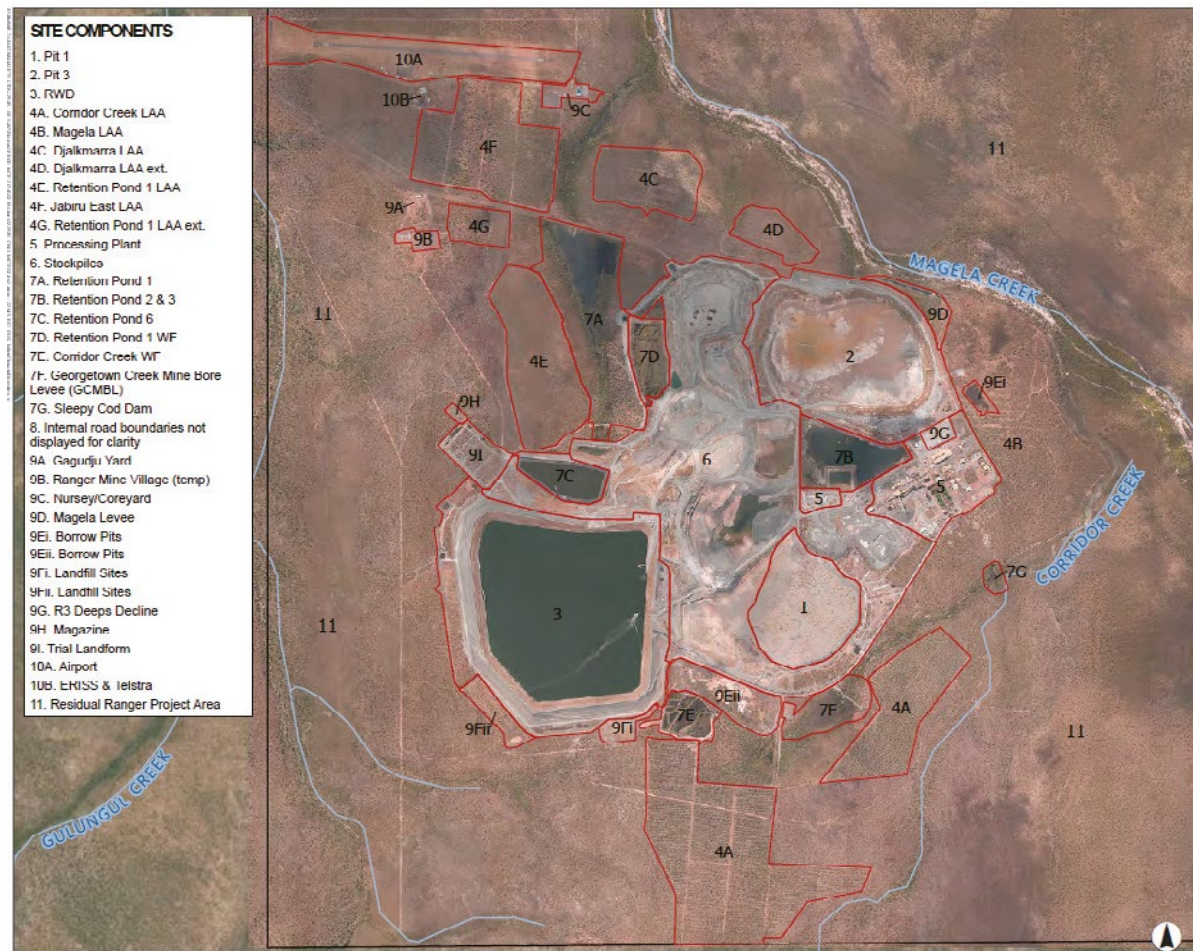 SITE COMPONENTS
1. Pit 1
2. Pit 3
3. RWD
4A. Corridor Creek LAA
4B. Magela LAA
4C. Djalkmarra LAA
4D. Djalkmarra LAA ext.
4E. Retention Pond 1 LAA
4F. Jabiru East LAA
4G. Retention Pond 1 LAA ext.
5. Processing Plant
6. Stockpiles
7A. Retention Pond 1
7B. Retention Pond 2 & 3
7C. Retention Pond 6
7D. Retention Pond 1 WF
7E. Corridor Creek WF
7F. Georgetown Creek Mine Bore
Levee (GCMBL)
7G. Sleepy Cod Dam
8. Internal road boundaries not
displayed for clarity
9A. Gagudju Yard
9B. Ranger Mine Village (temp)
9C. Nursey/Coreyard
9D. Magela Levee
9Ei. Borrow Pits
9Eii. Borrow Pits
9Fi. Landfill Sites
9Fii. Landfill Sites
9G. R3 Deeps Decline
9H. Magazine
9I. Trial Landform
10A. Airport
10B. ERISS & Telstra
11. Residual Ranger Project Area
10A
10B
9C
4F
4C
11
9A
9B
4G
4D
MAGELA CREEK
11
7A
9D
4E
7D
2
9Ei
9H
9G
4B
9I
7C
6
7B
5
5
CORRIDOR CREEK
7G
3
1
11
9Eii
4A
9Fii
9Fi
7E
7F
11
GULUNGUL CREEK
4A